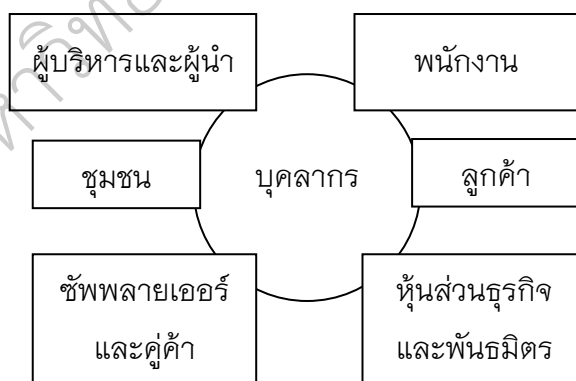 ผู้บริหารและผู้นำ
พนักงาน
ชุมชน
บุคลากร
ลูกค้า
ซัพพลายเออร์
และคู่ค้า
หุ้นส่วนธุรกิจ
และพันธมิตร